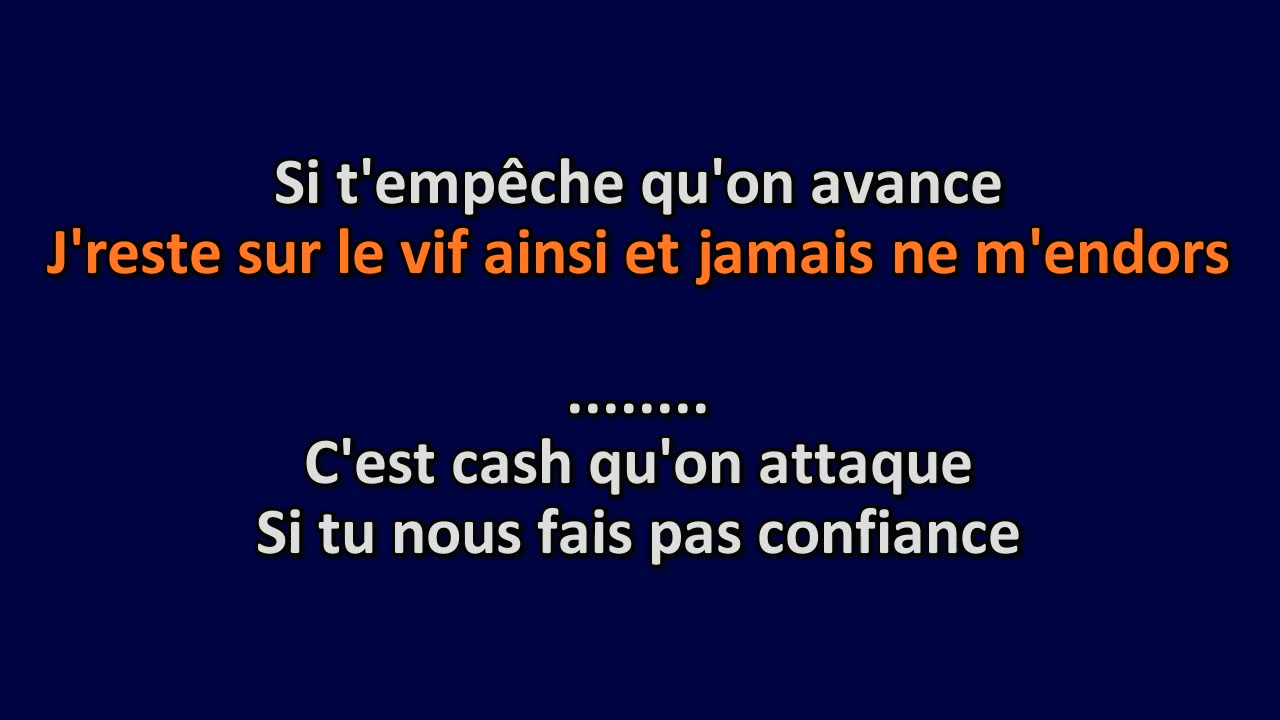 Si t'empêche qu'on avance
J'reste sur le vif ainsi et jamais ne m'endors
........
C'est cash qu'on attaque
Si tu nous fais pas confiance